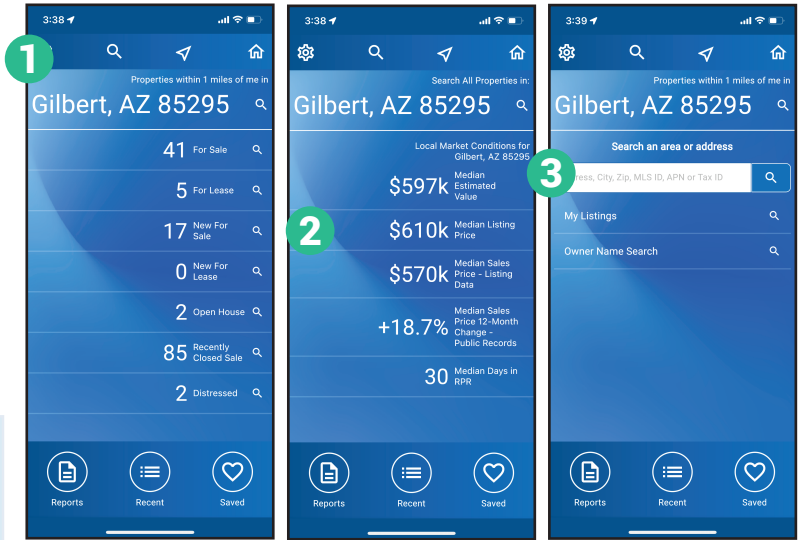 1
3:38
Properties within 1 miles of me in
Gilbert, AZ 85295
41 For Sale
5 For Lease
17 New For
Sale
0 New For
Lease
2 Open House
85 Recently
Closed Sale
2 Distressed
Reports
Recent
Saved
2
3:38
Search All Properties in:
Gilbert, AZ 85295
Local Market Conditions for
Gilbert, AZ 85295
$597k Median
Estimated
Value
$610k Median Listing
Price
$570k Median Sales
Price - Listing
Data
+18.7% Median Sales
Price 12-Month
Change -
Public Records
30 Median Days in
RPR
Reports
Recent
Saved
3
3:39
Properties within 1 miles of me in
Gilbert, AZ 85295
Search an area or address
City, Zip, MLS ID, APN or Tax ID
My Listings
Owner Name Search
Reports
Recent
Saved